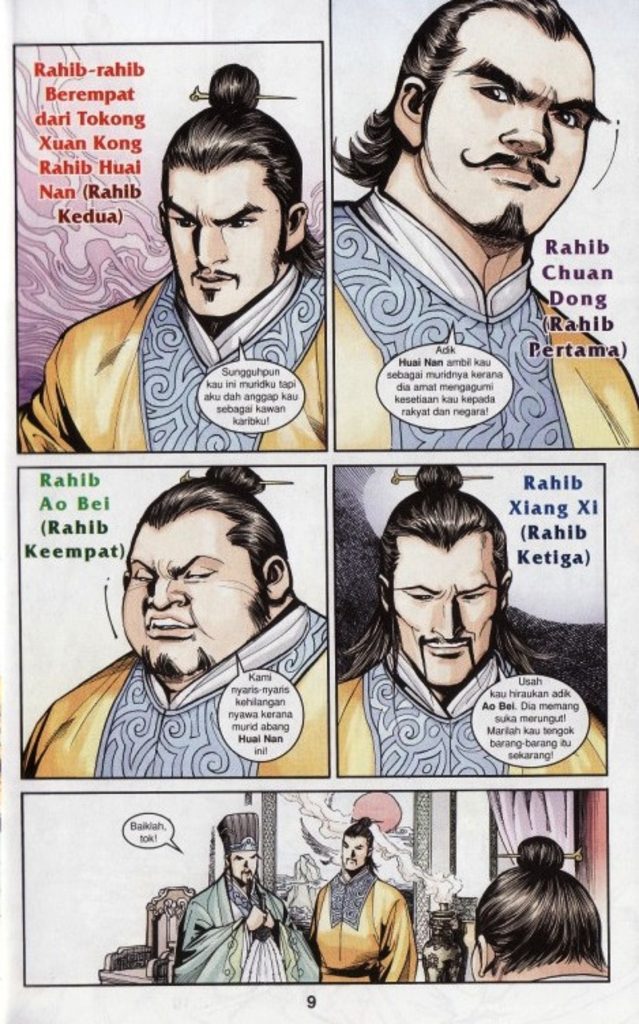 Rahib-rahib
Berempat
dari Tokong
Xuan Kong
Rahib Huai
Nan (Rahib
Kedua)
Sungguhpun
kau ini muridku tapi
aku dah anggap kau
sebagai kawan
karibku!
Rahib
Chuan
Dong
(Rahib
Pertama)
Adik
Huai Nan ambil kau
sebagai muridnya kerana
dia amat mengagumi
kesetiaan kau kepada
rakyat dan negara!
Rahib
Ao Bei
(Rahib
Keempat)
Kami
nyaris-nyaris
kehilangan
nyawa kerana
murid abang
Huai Nan
ini!
Rahib
Xiang Xi
(Rahib
Ketiga)
Usah
kau hiraukan adik
Ao Bei. Dia memang
suka merungut!
Marilah kau tengok
barang-barang itu
sekarang!
Baiklah,
tok!
9